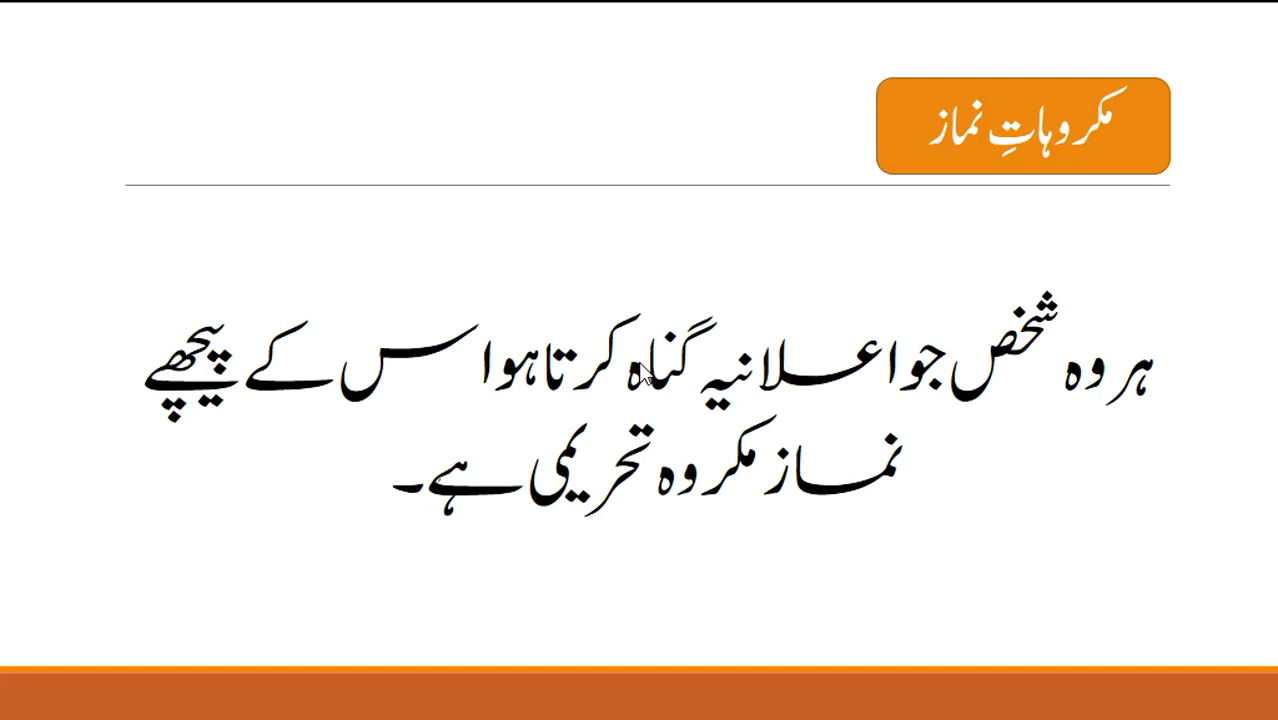 مکروہاتِ نماز
ہر وہ شخص جو اعلانیہ گناہ کرتا ہو اس کے پیچھے
نماز مکروہ تحریمی ہے۔